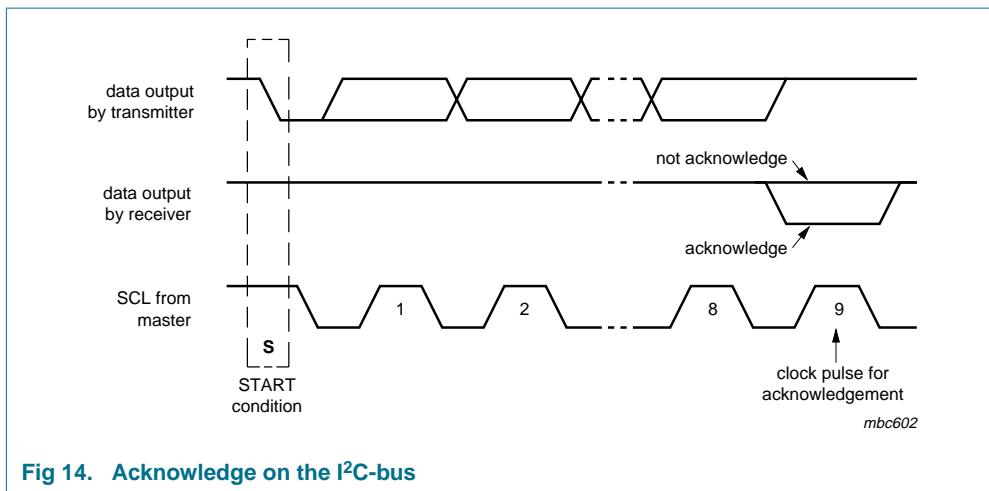 data output
by transmitter
not acknowledge
data output
by receiver
acknowledge
SCL from
master
1
2
8
9
S
START
condition
clock pulse for
acknowledgement
mbc602
Fig 14. Acknowledge on the I²C-bus